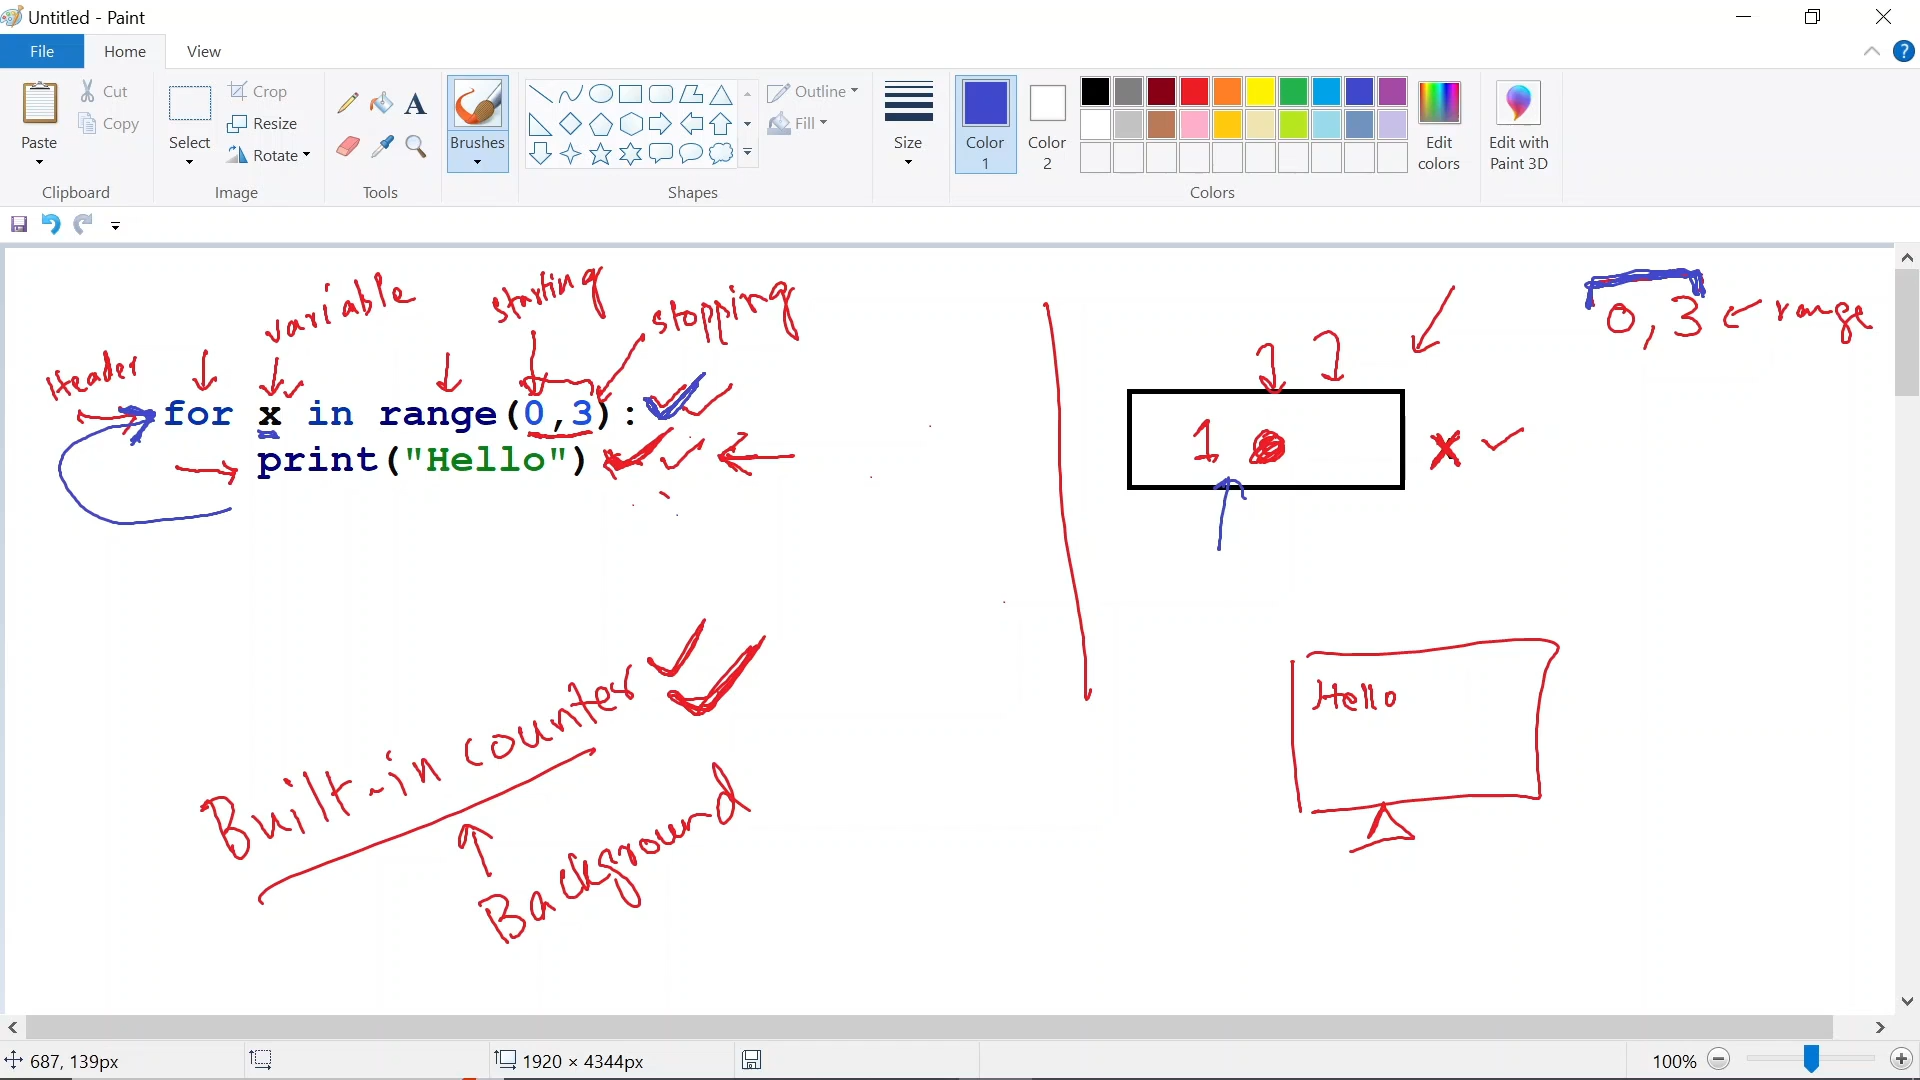 Untitled - Paint
File
Home
View
Paste
Cut
Copy
Clipboard
Select
Crop
Resize
Rotate
Image
Tools
Brushes
Shapes
Outline
Fill
Size
Color 1
Color 2
Colors
Edit colors
Edit with Paint 3D
variable
starting
stopping
0, 3
range
Header
for x in range(0,3):
print("Hello")
1
x
Hello
Built-in counter
Background
687, 139px
1920 × 4344px
100%